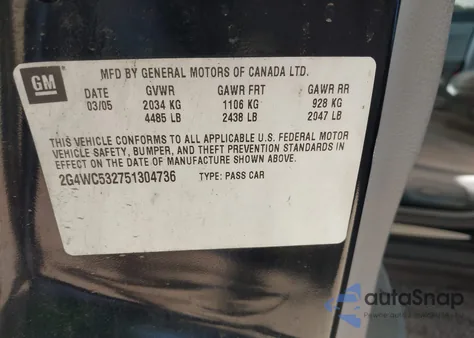 GM
MFD BY GENERAL MOTORS OF CANADA LTD.
DATE GVWR GAWR FRT GAWR RR
03/05 2034 KG 1106 KG 928 KG
4485 LB 2438 LB 2047 LB
THIS VEHICLE CONFORMS TO ALL APPLICABLE U.S. FEDERAL MOTOR
VEHICLE SAFETY, BUMPER, AND THEFT PREVENTION STANDARDS IN
EFFECT ON THE DATE OF MANUFACTURE SHOWN ABOVE.
2G4WC532751304736 TYPE: PASS CAR
autoSnap